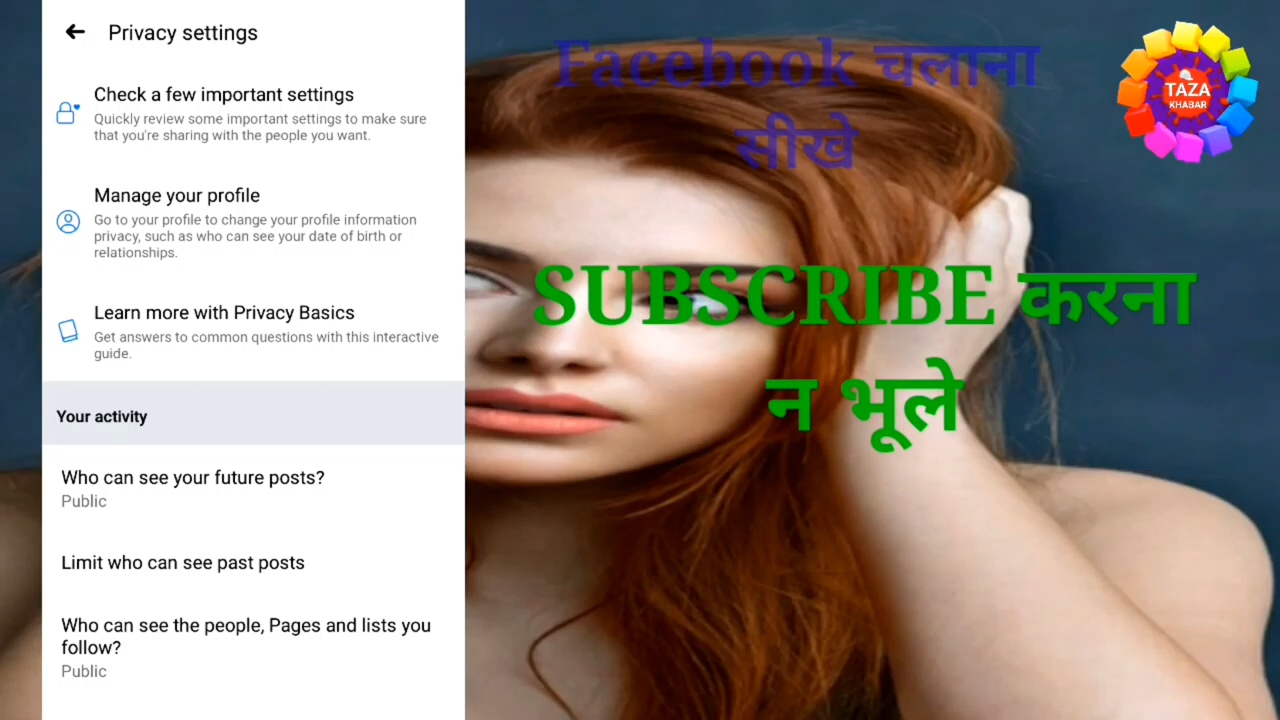 Privacy settings
Check a few important settings
Quickly review some important settings to make sure
that you're sharing with the people you want.
Manage your profile
Go to your profile to change your profile information
privacy, such as who can see your date of birth or
relationships.
Learn more with Privacy Basics
Get answers to common questions with this interactive
guide.
Your activity
Who can see your future posts?
Public
Limit who can see past posts
Who can see the people, Pages and lists you
follow?
Public
Facebook चलाना
सीखे
SUBSCRIBE करना
न भूले
TAZA
KHABAR